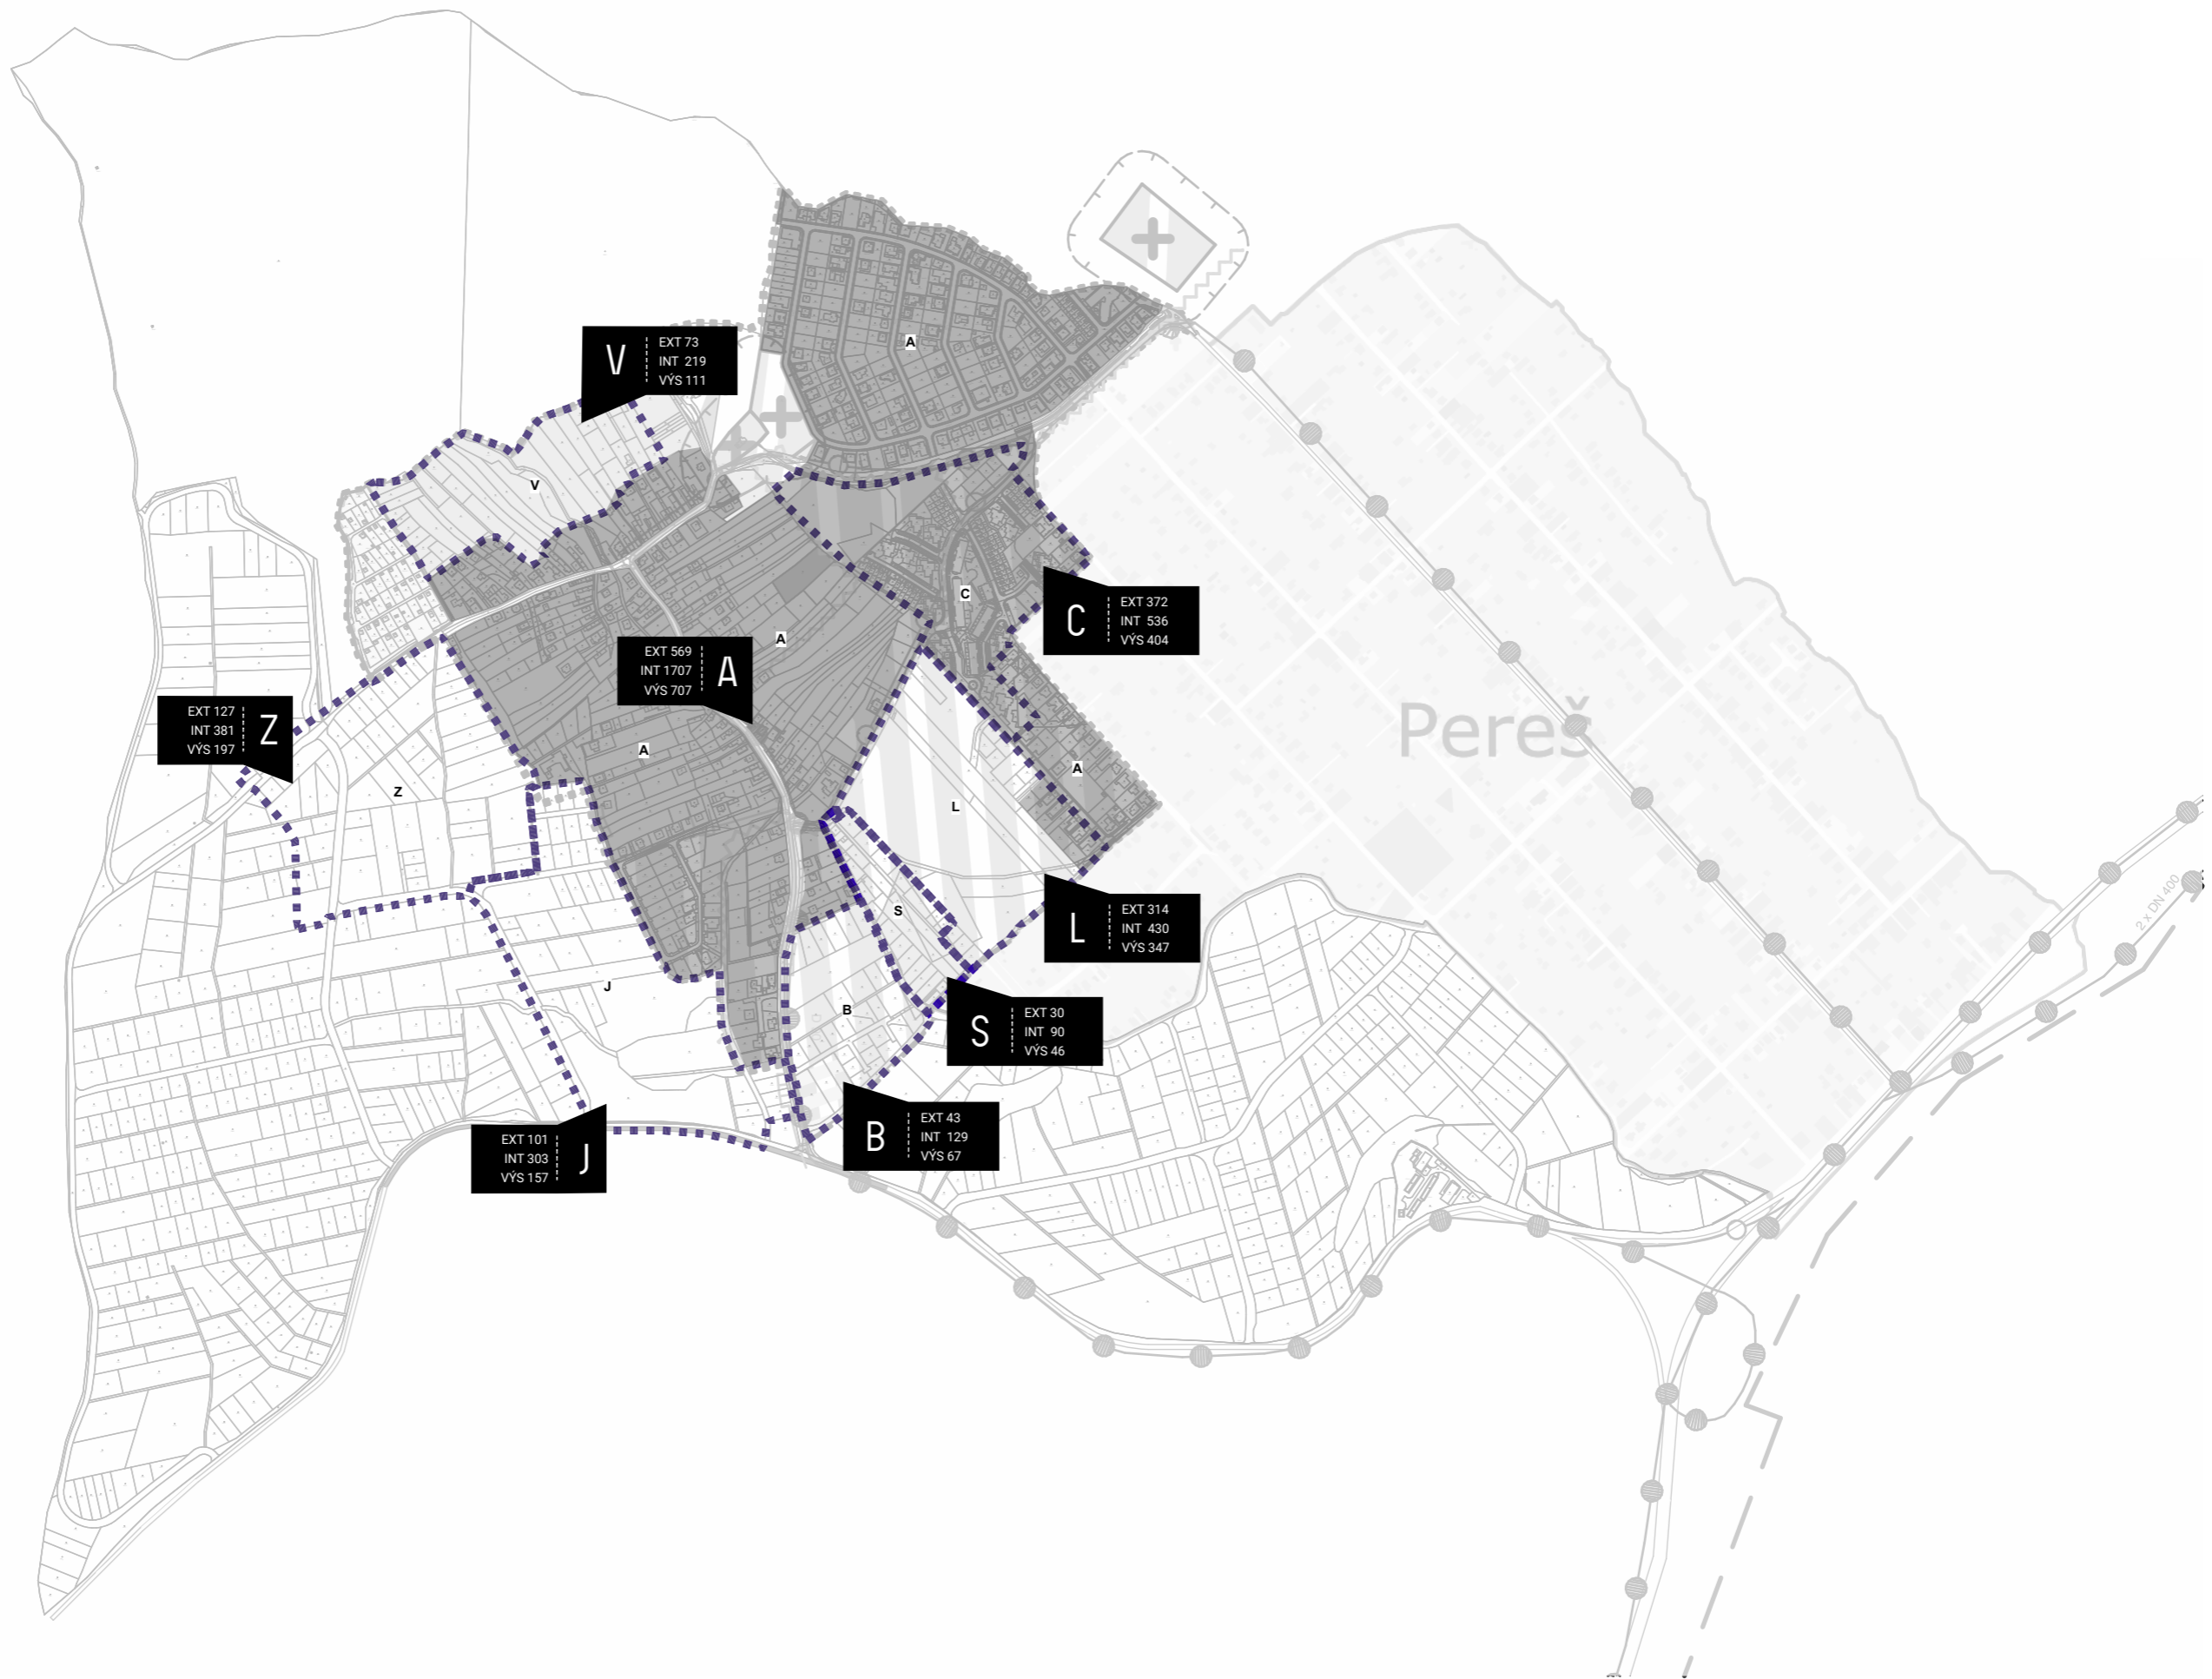 A
V
EXT 73
INT 219
VÝS 111
V
C
EXT 372
INT 536
VÝS 404
C
A
EXT 569
INT 1707
VÝS 707
A
EXT 127
INT 381
VÝS 197
Z
Pereš
A
A
Z
L
2 x DN 400
S
L
EXT 314
INT 430
VÝS 347
J
B
S
EXT 30
INT 90
VÝS 46
B
EXT 43
INT 129
VÝS 67
EXT 101
INT 303
VÝS 157
J